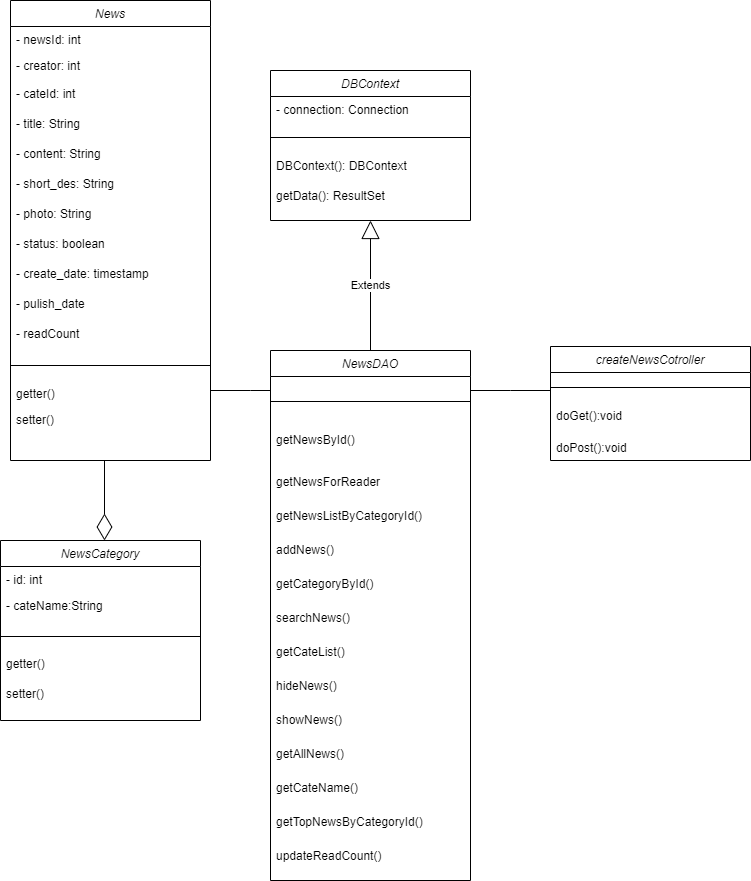 News
- newsId: int
- creator: int
- cateId: int
- title: String
- content: String
- short_des: String
- photo: String
- status: boolean
- create_date: timestamp
- pulish_date
- readCount
getter()
setter()
DBContext
- connection: Connection
DBContext(): DBContext
getData(): ResultSet
Extends
NewsDAO
getNewsById()
getNewsForReader
getNewsListByCategoryId()
addNews()
getCategoryById()
searchNews()
getCateList()
hideNews()
showNews()
getAllNews()
getCateName()
getTopNewsByCategoryId()
updateReadCount()
createNewsCotroller
doGet():void
doPost():void
NewsCategory
- id: int
- cateName:String
getter()
setter()